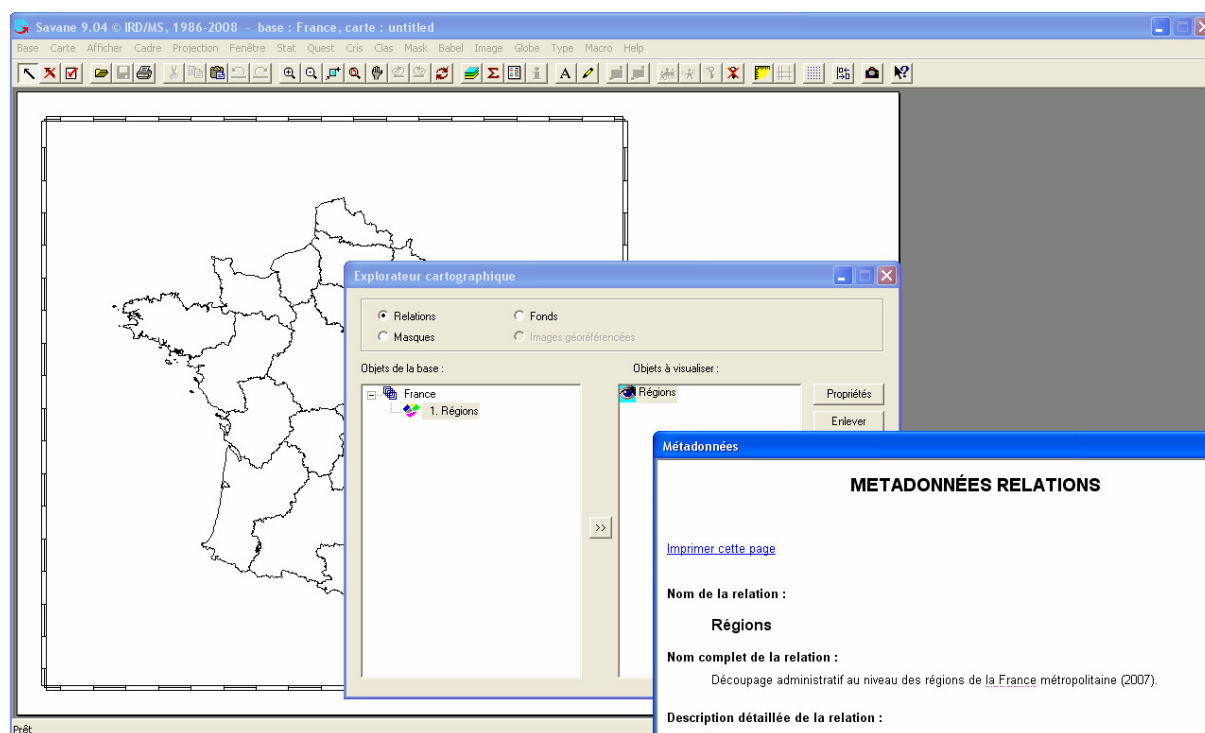 Savane 9.04 © IRD/MS, 1986-2008 - base : France, carte : untitled
Base Carte Afficher Cadre Projection Fenêtre Stat Quest Cris Clas Mask Babel Image Globe Type Macro Help
Explorateur cartographique
Relations Fonds
Masques Images géoréférencées
Objets de la base : Objets à visualiser :
France
1. Régions
Régions
Propriétés
Enlever
>>
Métadonnées
METADONNÉES RELATIONS
Imprimer cette page
Nom de la relation :
Régions
Nom complet de la relation :
Découpage administratif au niveau des régions de la France métropolitaine (2007).
Description détaillée de la relation :
Prêt